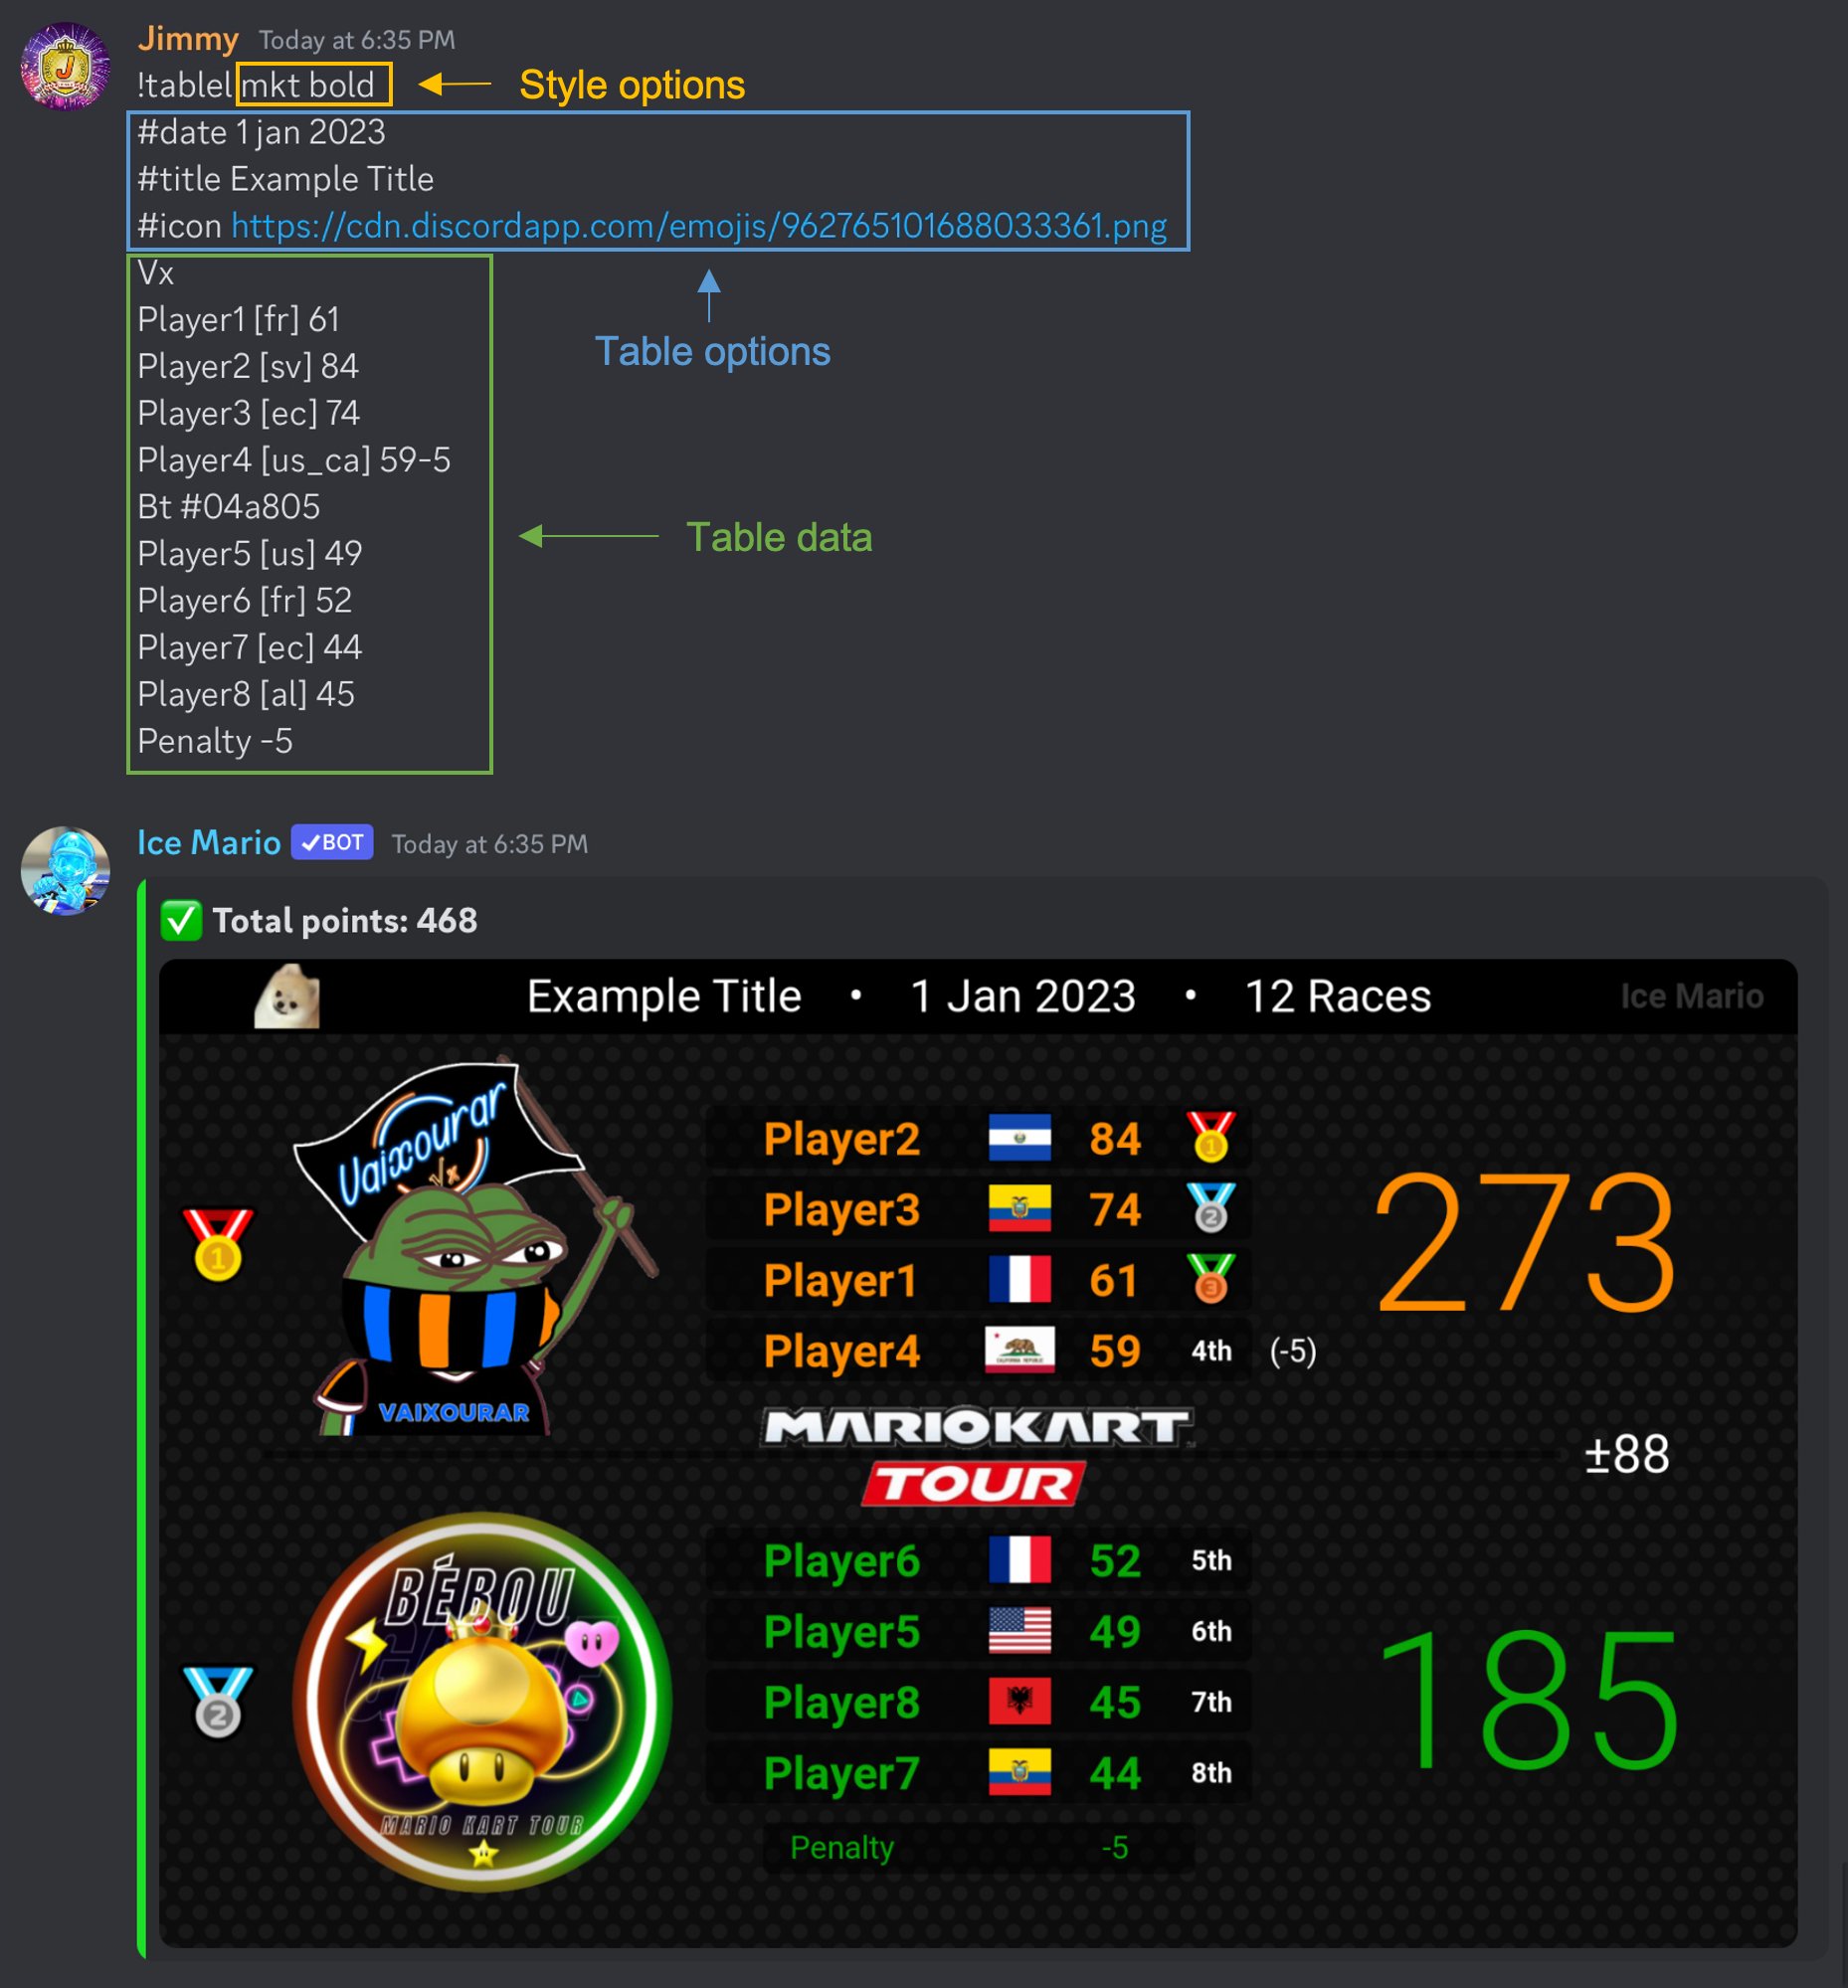 Jimmy Today at 6:35 PM
!table mkt bold
Style options
#date 1 jan 2023
#title Example Title
#icon https://cdn.discordapp.com/emojis/962765101688033361.png
Table options
Vx
Player1 [fr] 61
Player2 [sv] 84
Player3 [ec] 74
Player4 [us_ca] 59-5
Bt #04a805
Player5 [us] 49
Player6 [fr] 52
Player7 [ec] 44
Player8 [al] 45
Penalty -5
Table data
Ice Mario ✓BOT Today at 6:35 PM
✅ Total points: 468
Example Title • 1 Jan 2023 • 12 Races Ice Mario
Vaixourar
√x
VAIXOURAR
1
Player2 84 1
Player3 74 2
Player1 61 3
Player4 59 4th (-5)
273
MARIOKART
TOUR
±88
BÉBOU
MARIO KART TOUR
2
Player6 52 5th
Player5 49 6th
Player8 45 7th
Player7 44 8th
Penalty -5
185